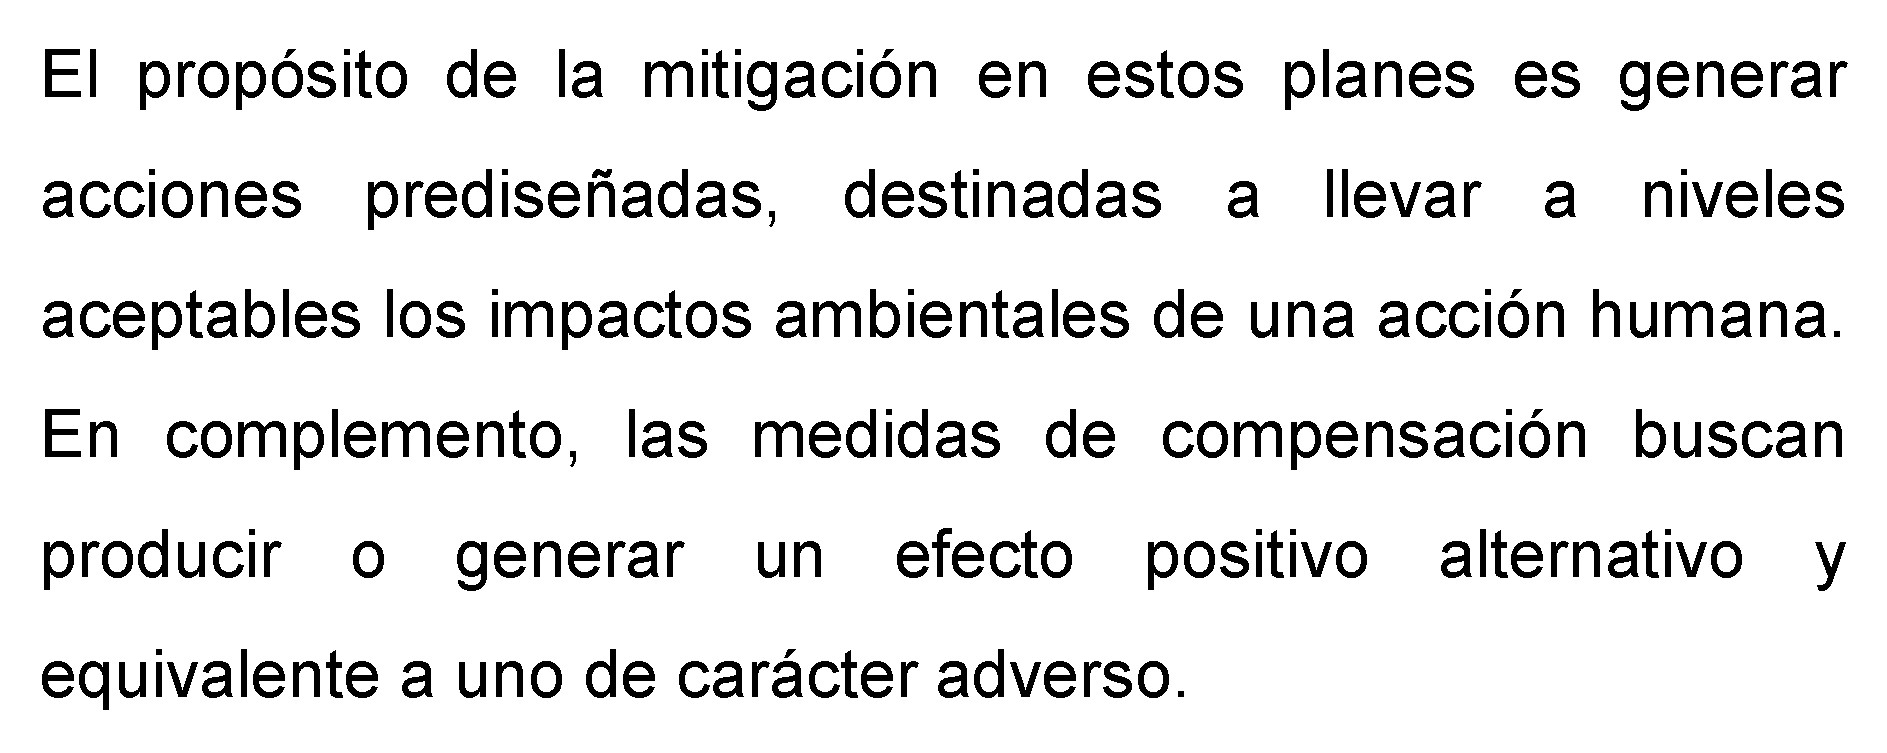 El propósito de la mitigación en estos planes es generar
acciones prediseñadas, destinadas a llevar a niveles
aceptables los impactos ambientales de una acción humana.
En complemento, las medidas de compensación buscan
producir o generar un efecto positivo alternativo y
equivalente a uno de carácter adverso.